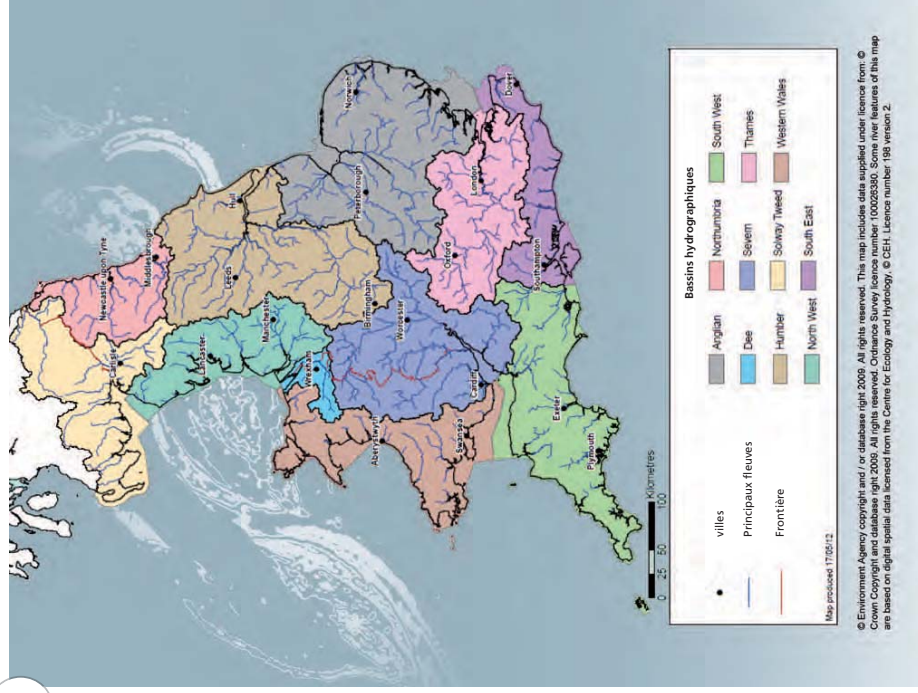 Newcastle upon Tyne
Carlisle
Middlesbrough
Lancaster
Leeds
Hull
Manchester
Wrexham
Peterborough
Norwich
Aberystwyth
Birmingham
Worcester
Swansea
Cardiff
Oxford
London
Dover
Southampton
Exeter
Plymouth
0 25 50 100
Kilometres
Bassins hydrographiques
villes
Principaux fleuves
Frontière
Anglian
Dee
Humber
North West
Northumbria
Severn
Solway Tweed
South East
South West
Thames
Western Wales
Map produced 17/05/12
© Environment Agency copyright and / or database right 2009. All rights reserved. This map includes data supplied under licence from: ©
Crown Copyright and database right 2009. All rights reserved. Ordnance Survey licence number 100026380. Some river features of this map
are based on digital spatial data licensed from the Centre for Ecology and Hydrology, © CEH. Licence number 198 version 2.